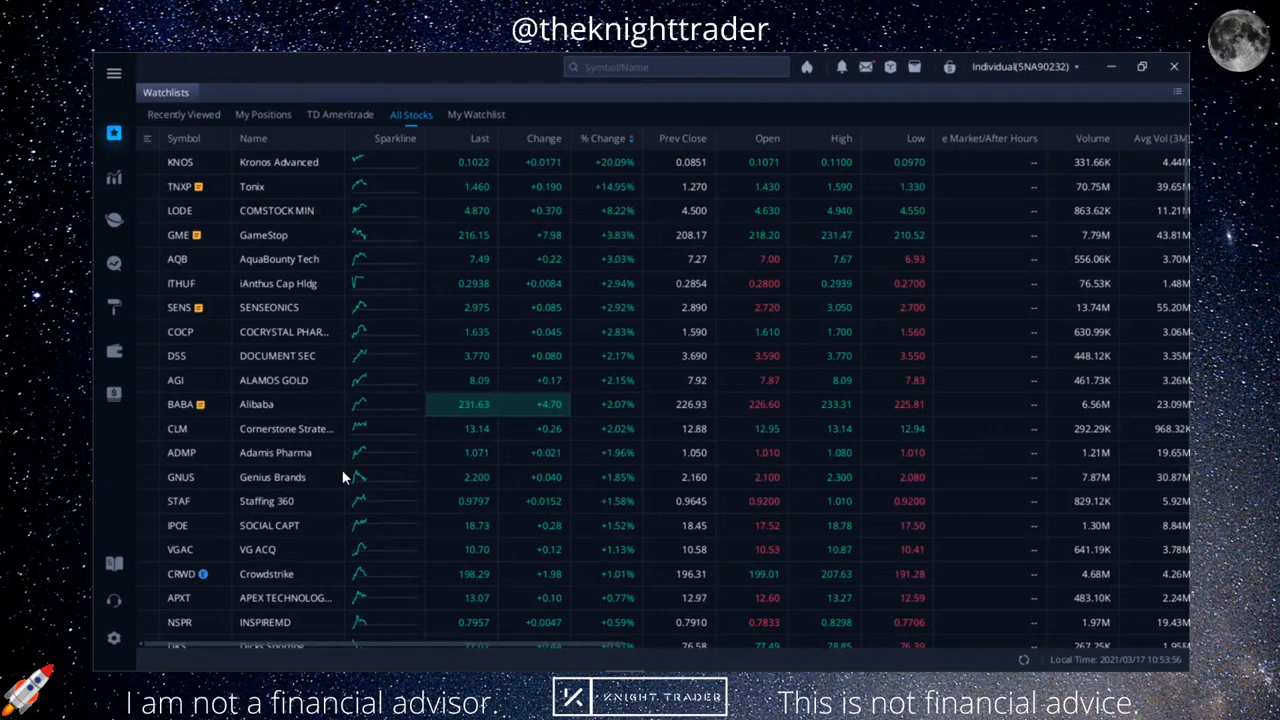 @theknighttrader
Symbol/Name
Individual(5NA90232)
Watchlists
Recently Viewed My Positions TD Ameritrade All Stocks My Watchlist
Symbol Name Sparkline Last Change % Change Prev Close Open High Low e Market/After Hours Volume Avg Vol (3M
KNOS Kronos Advanced 0.1022 +0.0171 +20.09% 0.0851 0.1071 0.1100 0.0970 -- 331.66K 4.44M
TNXP Tonix 1.460 +0.190 +14.95% 1.270 1.430 1.590 1.330 -- 70.75M 39.65M
LODE COMSTOCK MIN 4.870 +0.370 +8.22% 4.500 4.630 4.940 4.550 -- 863.62K 11.21M
GME GameStop 216.15 +7.98 +3.83% 208.17 218.20 231.47 210.52 -- 7.79M 43.81M
AQB AquaBounty Tech 7.49 +0.22 +3.03% 7.27 7.00 7.67 6.93 -- 556.06K 3.70M
ITHUF iAnthus Cap Hldg 0.2938 +0.0084 +2.94% 0.2854 0.2800 0.2939 0.2700 -- 76.53K 1.48M
SENS SENSEONICS 2.975 +0.085 +2.92% 2.890 2.720 3.050 2.700 -- 13.74M 55.20M
COCP COCRYSTAL PHAR... 1.635 +0.045 +2.83% 1.590 1.610 1.700 1.560 -- 630.99K 3.06M
DSS DOCUMENT SEC 3.770 +0.080 +2.17% 3.690 3.590 3.770 3.550 -- 448.12K 3.35M
AGI ALAMOS GOLD 8.09 +0.17 +2.15% 7.92 7.87 8.09 7.83 -- 461.73K 3.26M
BABA Alibaba 231.63 +4.70 +2.07% 226.93 226.60 233.31 225.81 -- 6.56M 23.09M
CLM Cornerstone Strate... 13.14 +0.26 +2.02% 12.88 12.95 13.14 12.94 -- 292.29K 968.32K
ADMP Adamis Pharma 1.071 +0.021 +1.96% 1.050 1.010 1.080 1.010 -- 1.21M 19.65M
GNUS Genius Brands 2.200 +0.040 +1.85% 2.160 2.100 2.300 2.080 -- 7.87M 30.87M
STAF Staffing 360 0.9797 +0.0152 +1.58% 0.9645 0.9200 1.010 0.9200 -- 829.12K 5.92M
IPOE SOCIAL CAPT 18.73 +0.28 +1.52% 18.45 17.52 18.78 17.50 -- 1.30M 8.84M
VGAC VG ACQ 10.70 +0.12 +1.13% 10.58 10.53 10.87 10.41 -- 641.19K 3.78M
CRWD E Crowdstrike 198.29 +1.98 +1.01% 196.31 199.01 207.63 191.28 -- 4.68M 4.26M
APXT APEX TECHNOLOG... 13.07 +0.10 +0.77% 12.97 12.60 13.27 12.59 -- 483.10K 2.24M
NSPR INSPIREMD 0.7957 +0.0047 +0.59% 0.7910 0.7833 0.8298 0.7706 -- 1.97M 19.43M
DKS Dicks Sporting 76.58 77.49 78.85 76.39 -- 267.25K 1.95M
Local Time: 2021/03/17 10:53:56
I am not a financial advisor. KNIGHT TRADER This is not financial advice.